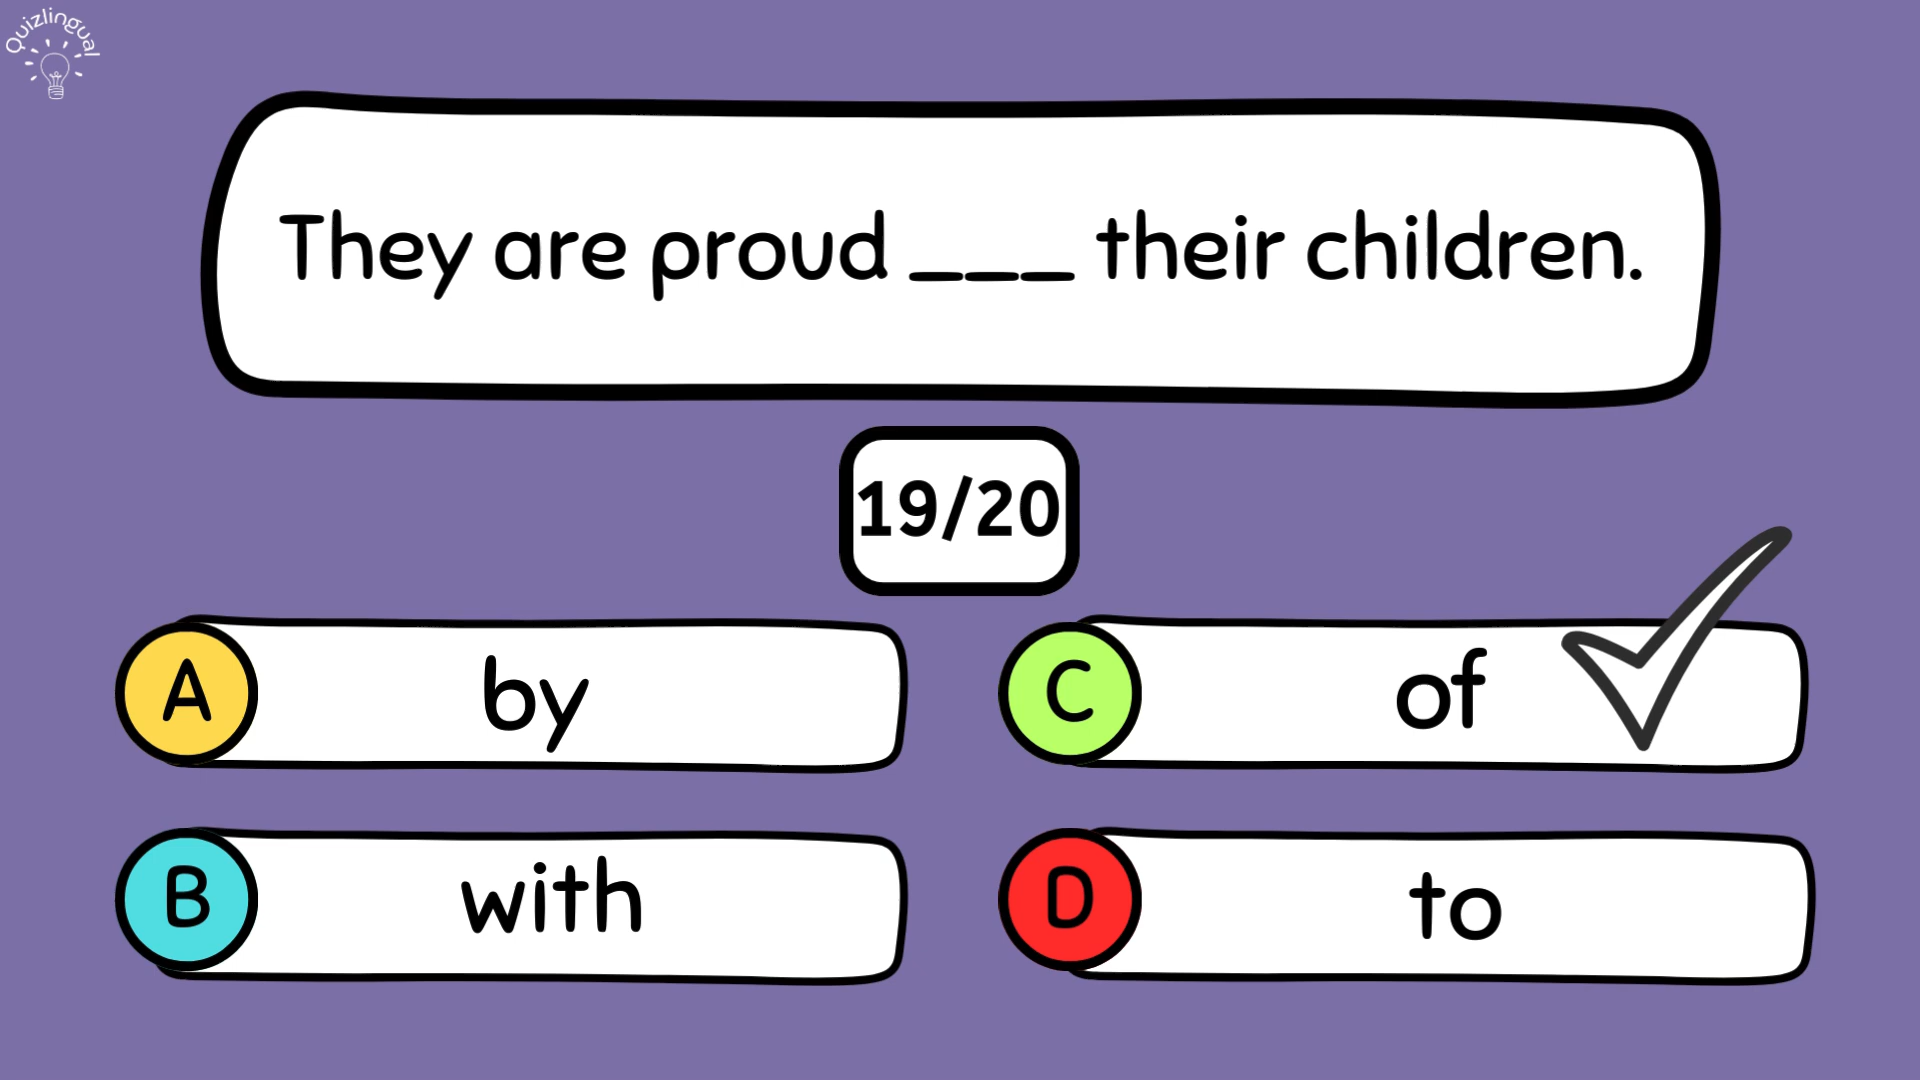 Quizlingual
They are proud ___ their children.
19/20
A by
C of
B with
D to